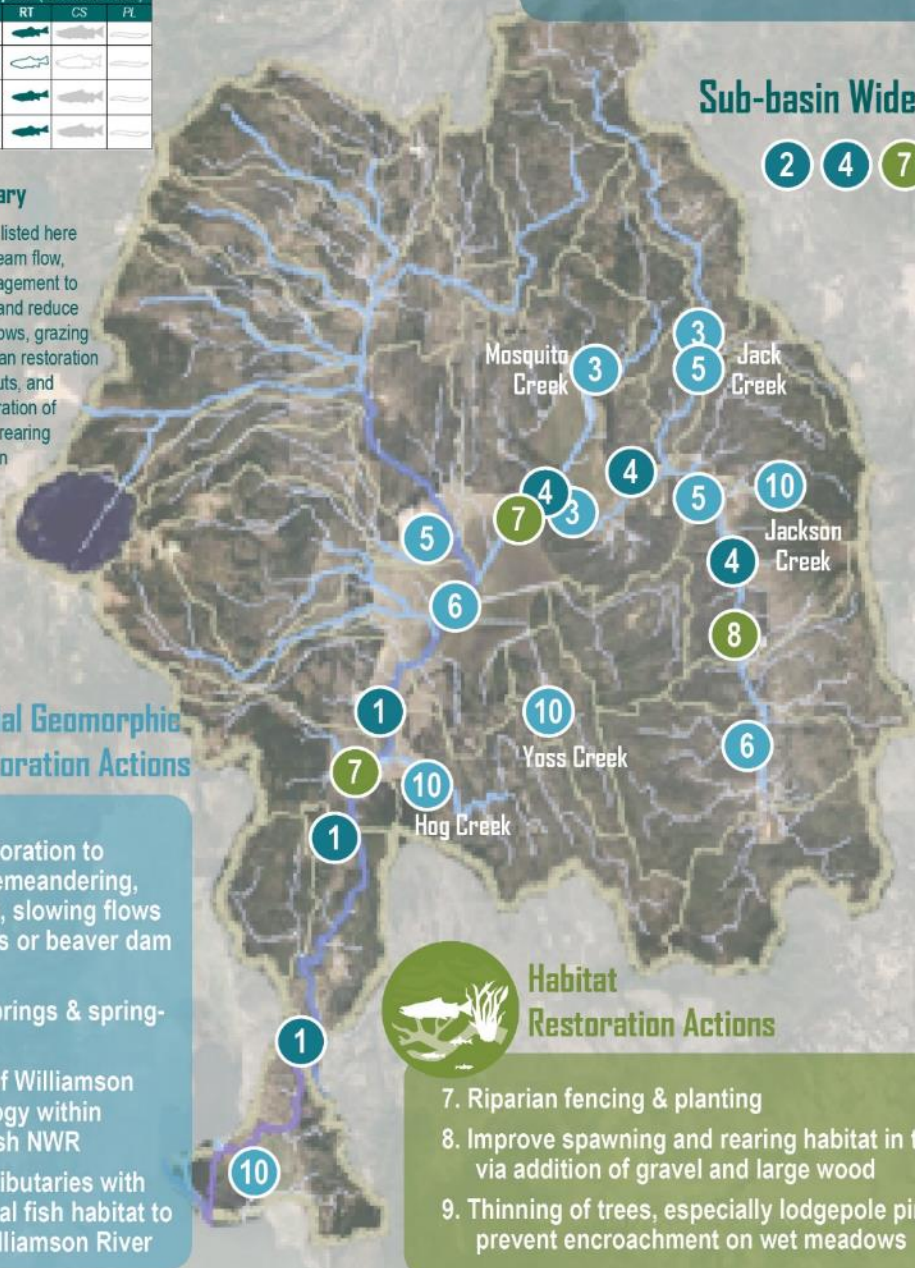 RT CS PL
Sub-basin Wide
2 4 7
ary
listed here
eam flow,
agement to
and reduce
ows, grazing
an restoration
uts, and
ration of
rearing
n
Mosquito
Creek
3
3
5
Jack
Creek
4
4
7
3
5
10
Jackson
Creek
5
4
6
8
1
10
Yoss Creek
6
7
10
Hog Creek
1
1
10
al Geomorphic
oration Actions
oration to
emeandering,
, slowing flows
s or beaver dam
prings & spring-
f Williamson
ogy within
sh NWR
ibutaries with
al fish habitat to
lliamson River
Habitat
Restoration Actions
7. Riparian fencing & planting
8. Improve spawning and rearing habitat in t
via addition of gravel and large wood
9. Thinning of trees, especially lodgepole pi
prevent encroachment on wet meadows